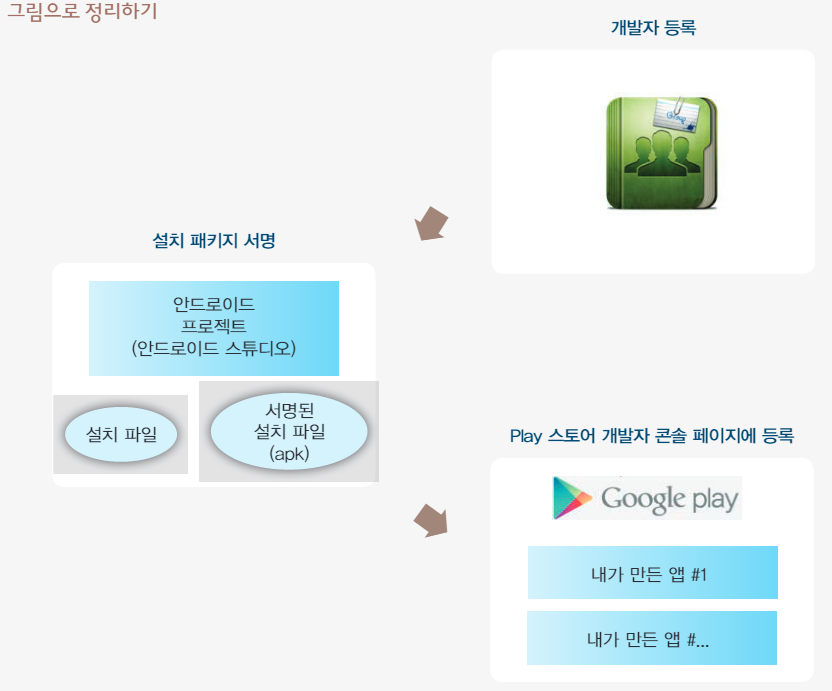 그림으로 정리하기
개발자 등록
Group
설치 패키지 서명
안드로이드
프로젝트
(안드로이드 스튜디오)
설치 파일
서명된
설치 파일
(apk)
Play 스토어 개발자 콘솔 페이지에 등록
Google play
내가 만든 앱 #1
내가 만든 앱 #...